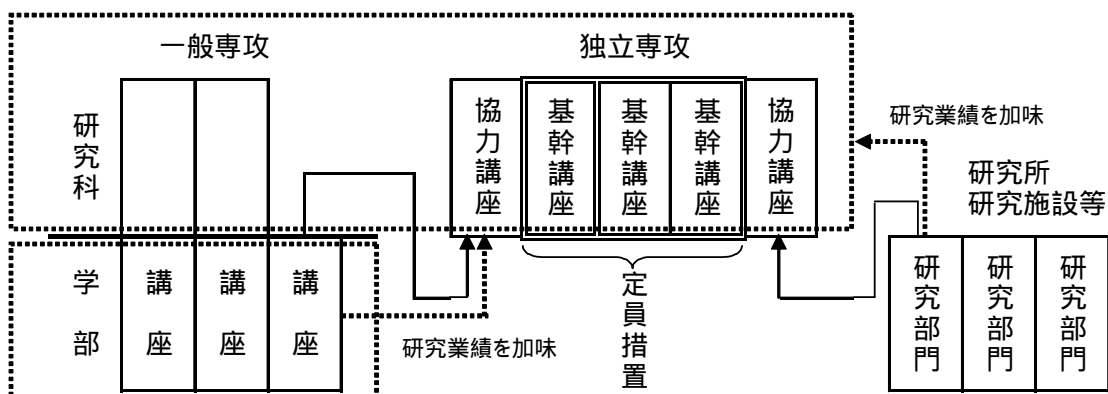 一般専攻
独立専攻
研究科
協力講座
基幹講座
基幹講座
基幹講座
協力講座
研究業績を加味
研究所
研究施設等
学部
講座
講座
講座
研究業績を加味
定員措置
研究部門
研究部門
研究部門